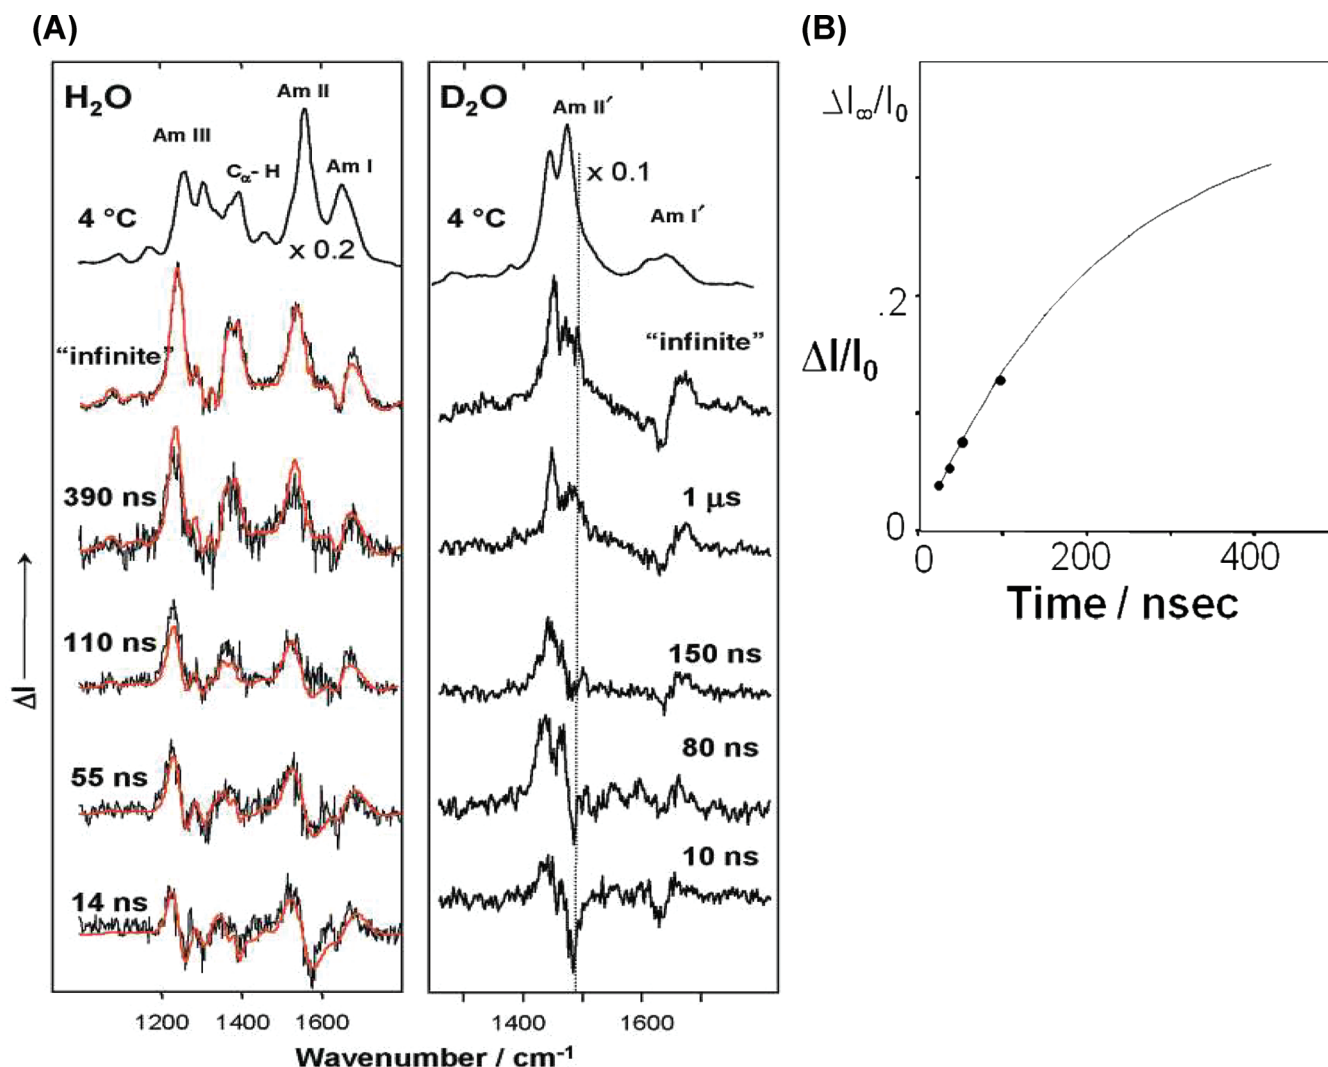 (A)
H₂O
Am III
Cα- H
Am II
Am I
4 °C
x 0.2
"infinite"
390 ns
110 ns
55 ns
14 ns
1200 1400 1600
D₂O
Am II´
x 0.1
4 °C
Am I´
"infinite"
1 μs
150 ns
80 ns
10 ns
1400 1600
ΔI
Wavenumber / cm⁻¹
(B)
ΔI∞/I₀
.2
ΔI/I₀
0
0 200 400
Time / nsec